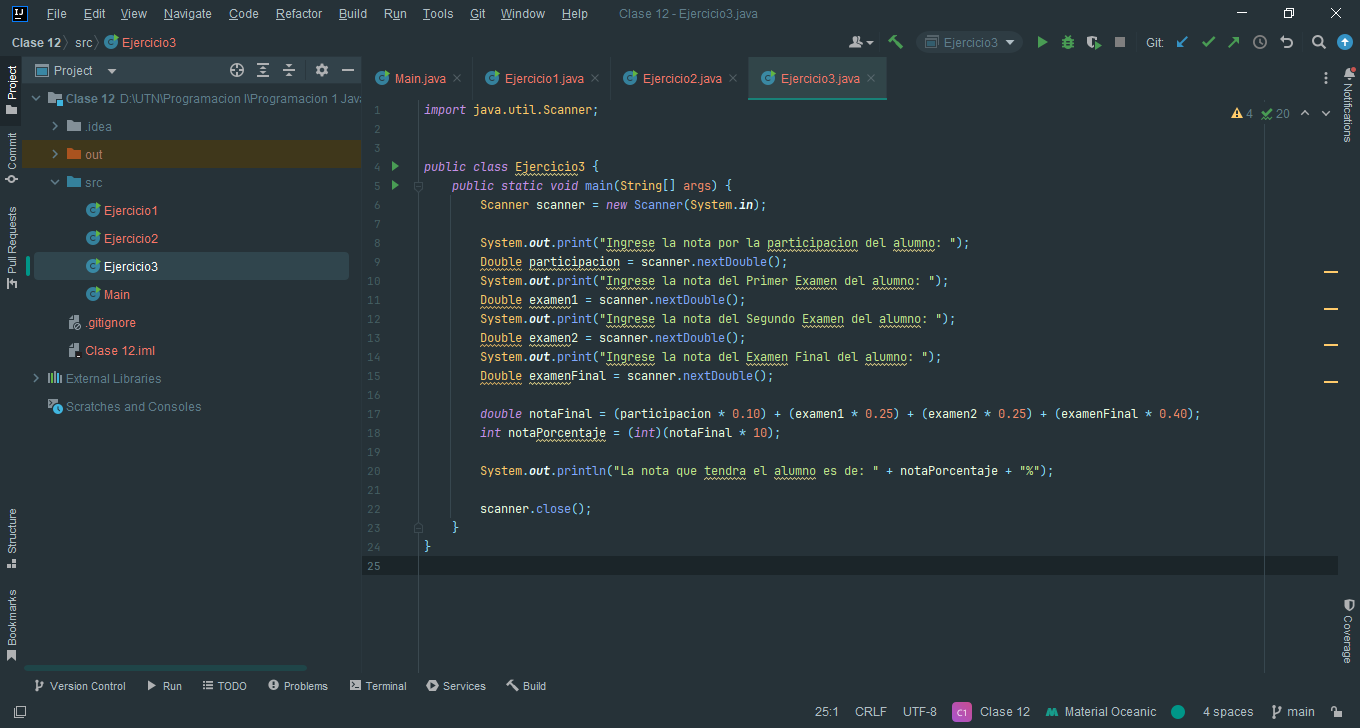 File Edit View Navigate Code Refactor Build Run Tools Git Window Help Clase 12 - Ejercicio3.java
Clase 12 src Ejercicio3 Ejercicio3 Git:
Project
Main.java Ejercicio1.java Ejercicio2.java Ejercicio3.java
Project
Commit
Pull Requests
Structure
Bookmarks
Clase 12 D:\UTN\Programacion I\Programacion 1 Java
.idea
out
src
Ejercicio1
Ejercicio2
Ejercicio3
Main
.gitignore
Clase 12.iml
External Libraries
Scratches and Consoles
4 20
1 import java.util.Scanner;
2
3
4 public class Ejercicio3 {
5 public static void main(String[] args) {
6 Scanner scanner = new Scanner(System.in);
7
8 System.out.print("Ingrese la nota por la participacion del alumno: ");
9 Double participacion = scanner.nextDouble();
10 System.out.print("Ingrese la nota del Primer Examen del alumno: ");
11 Double examen1 = scanner.nextDouble();
12 System.out.print("Ingrese la nota del Segundo Examen del alumno: ");
13 Double examen2 = scanner.nextDouble();
14 System.out.print("Ingrese la nota del Examen Final del alumno: ");
15 Double examenFinal = scanner.nextDouble();
16
17 double notaFinal = (participacion * 0.10) + (examen1 * 0.25) + (examen2 * 0.25) + (examenFinal * 0.40);
18 int notaPorcentaje = (int)(notaFinal * 10);
19
20 System.out.println("La nota que tendra el alumno es de: " + notaPorcentaje + "%");
21
22 scanner.close();
23 }
24 }
25
Notifications
Coverage
Version Control Run TODO Problems Terminal Services Build
25:1 CRLF UTF-8 C1 Clase 12 Material Oceanic 4 spaces main